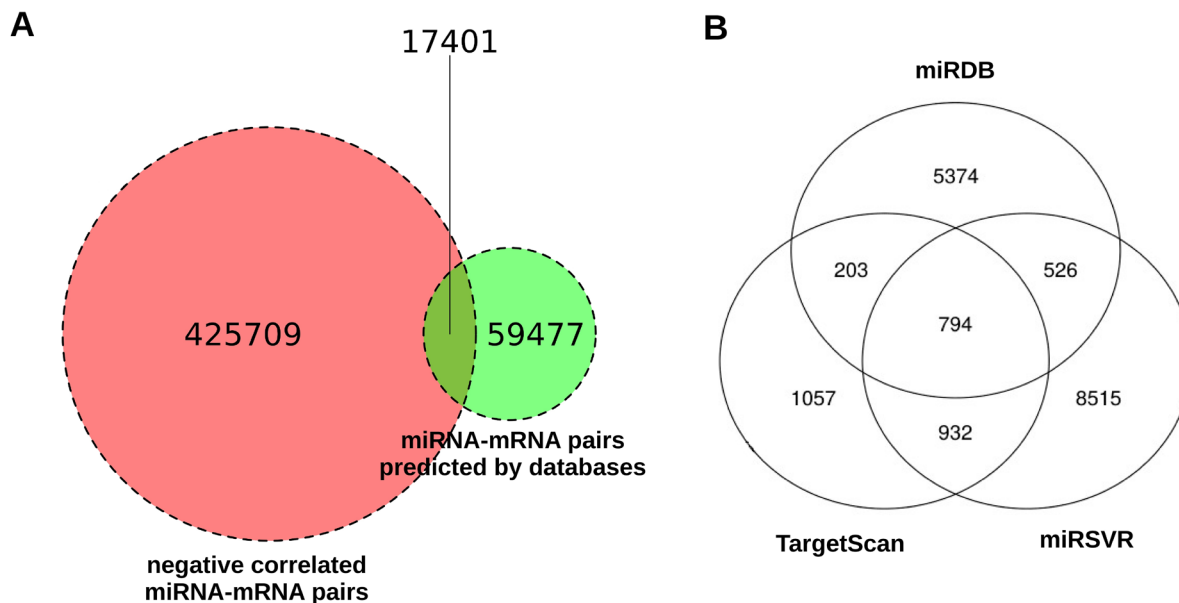 A
17401
425709
59477
miRNA-mRNA pairs
predicted by databases
negative correlated
miRNA-mRNA pairs
B
miRDB
5374
203
526
794
1057
8515
932
TargetScan
miRSVR